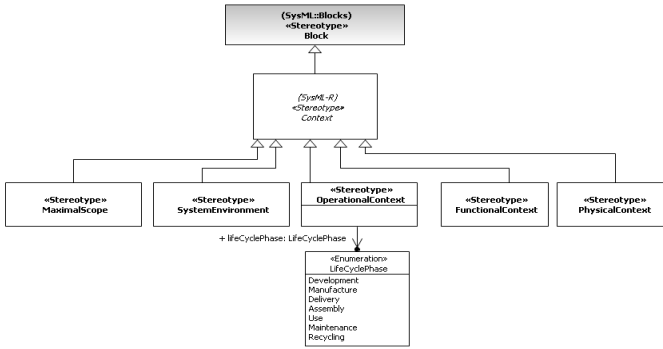 (SysML::Blocks)
«Stereotype»
Block
(SysML-R)
«Stereotype»
Context
«Stereotype»
MaximalScope
«Stereotype»
SystemEnvironment
«Stereotype»
OperationalContext
«Stereotype»
FunctionalContext
«Stereotype»
PhysicalContext
+ lifeCyclePhase: LifeCyclePhase
«Enumeration»
LifeCyclePhase
Development
Manufacture
Delivery
Assembly
Use
Maintenance
Recycling